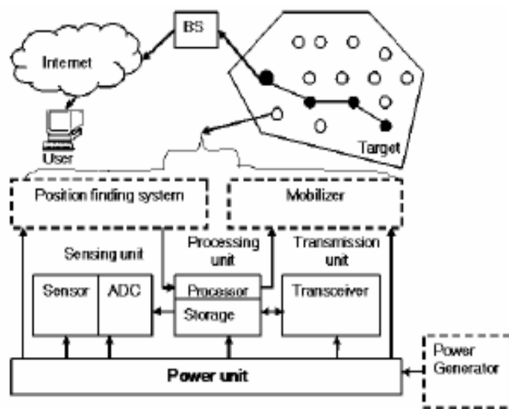 BS
Internet
User
Target
Position finding system
Mobilizer
Sensing unit
Processing
unit
Transmission
unit
Sensor
ADC
Processor
Storage
Transceiver
Power unit
Power
Generator